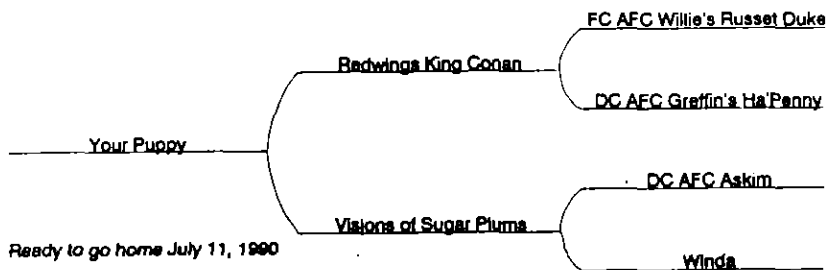 FC AFC Willie's Russet Duke
Redwings King Conan
DC AFC Greffin's Ha'Penny
Your Puppy
DC AFC Askim
Visions of Sugar Plums
Ready to go home July 11, 1990
Winda